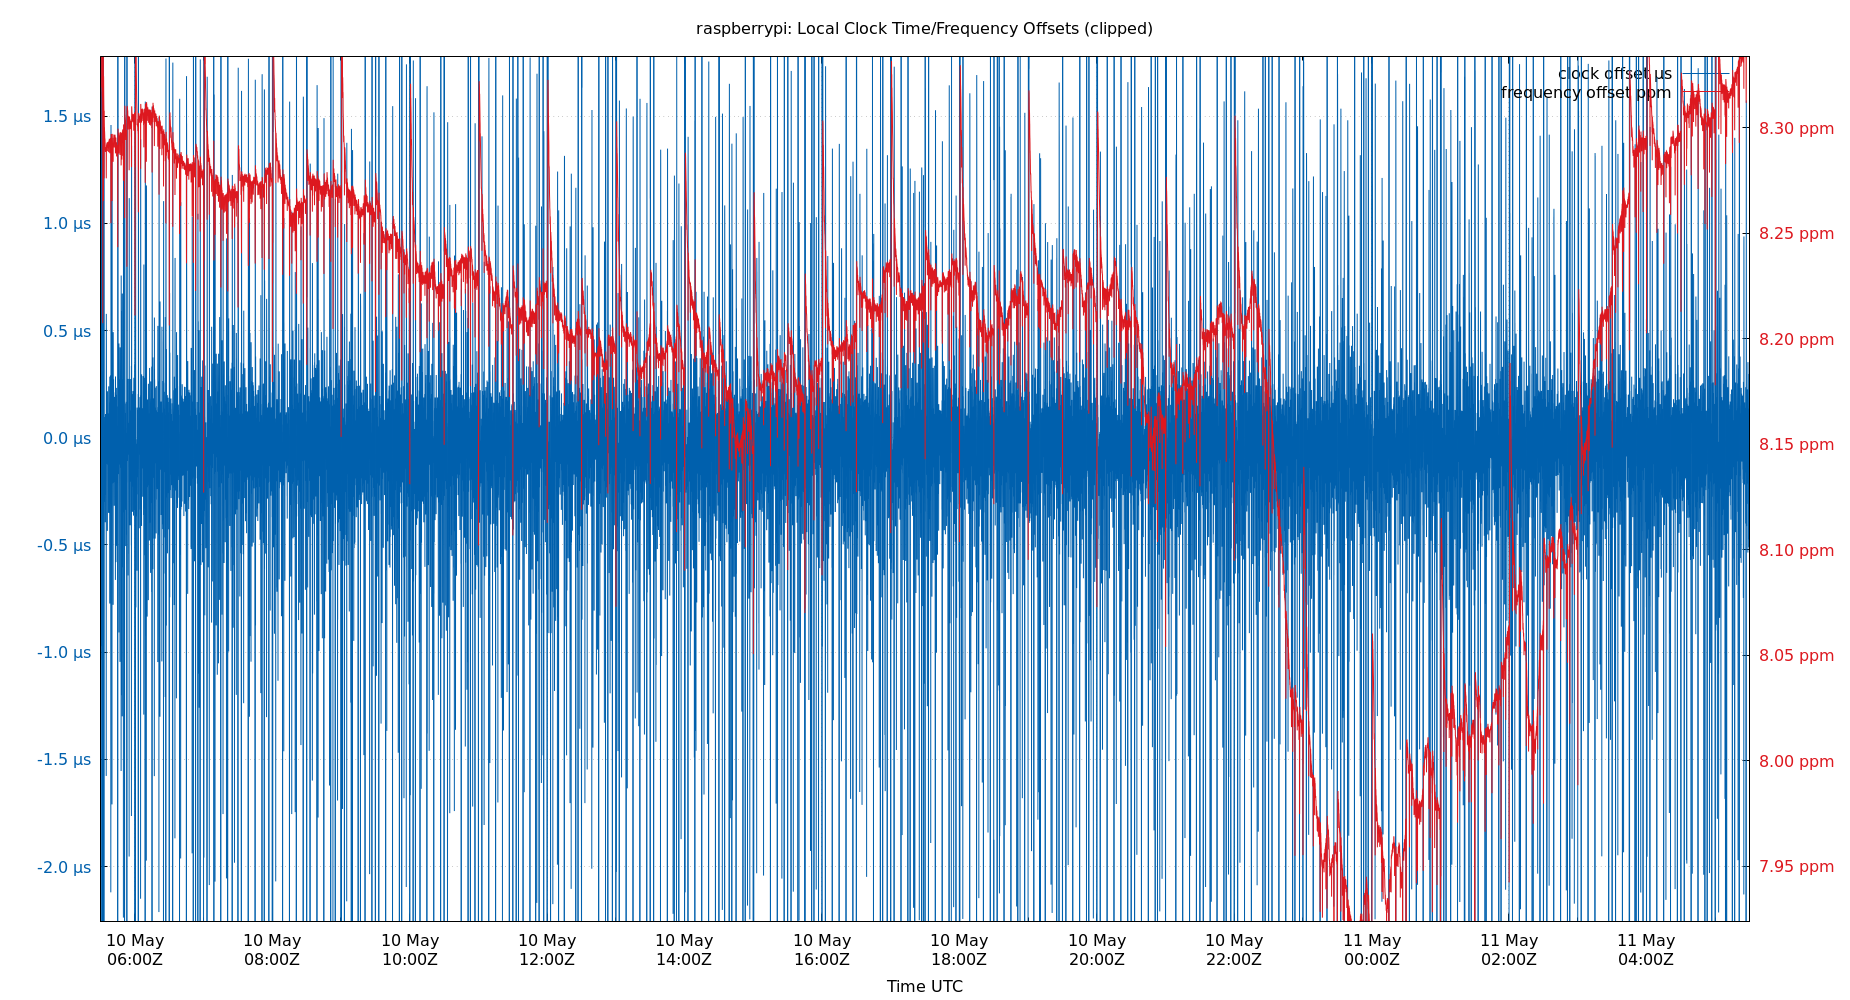 raspberrypi: Local Clock Time/Frequency Offsets (clipped)
clock offset µs
frequency offset ppm
1.5 µs
1.0 µs
0.5 µs
0.0 µs
-0.5 µs
-1.0 µs
-1.5 µs
-2.0 µs
8.30 ppm
8.25 ppm
8.20 ppm
8.15 ppm
8.10 ppm
8.05 ppm
8.00 ppm
7.95 ppm
10 May 10 May 10 May 10 May 10 May 10 May 10 May 10 May 10 May 11 May 11 May 11 May
06:00Z 08:00Z 10:00Z 12:00Z 14:00Z 16:00Z 18:00Z 20:00Z 22:00Z 00:00Z 02:00Z 04:00Z
Time UTC